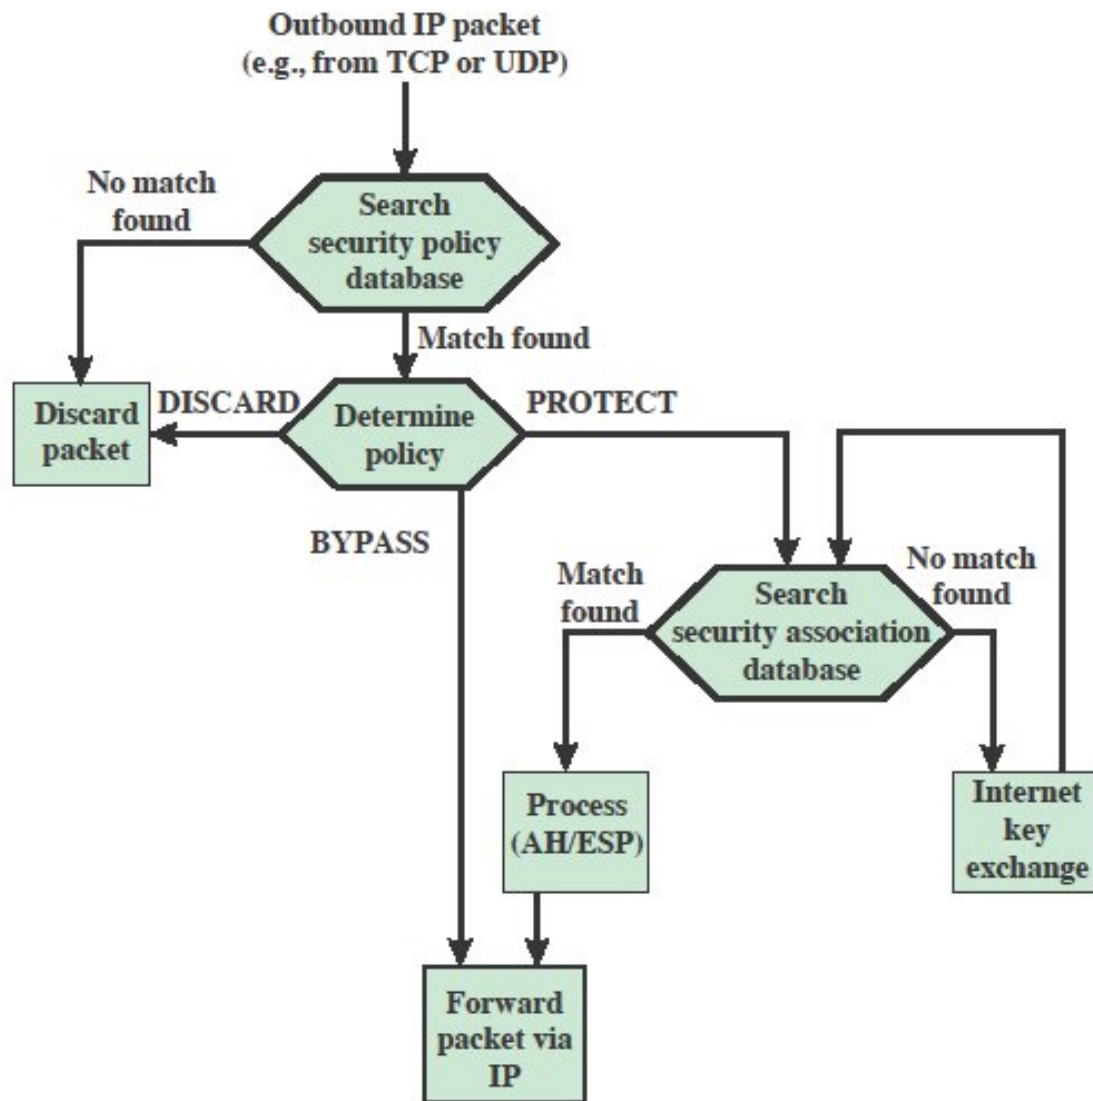 Outbound IP packet
(e.g., from TCP or UDP)
No match
found
Search
security policy
database
Match found
Discard
packet
DISCARD
Determine
policy
PROTECT
BYPASS
Match
found
Search
security association
database
No match
found
Process
(AH/ESP)
Internet
key
exchange
Forward
packet via
IP